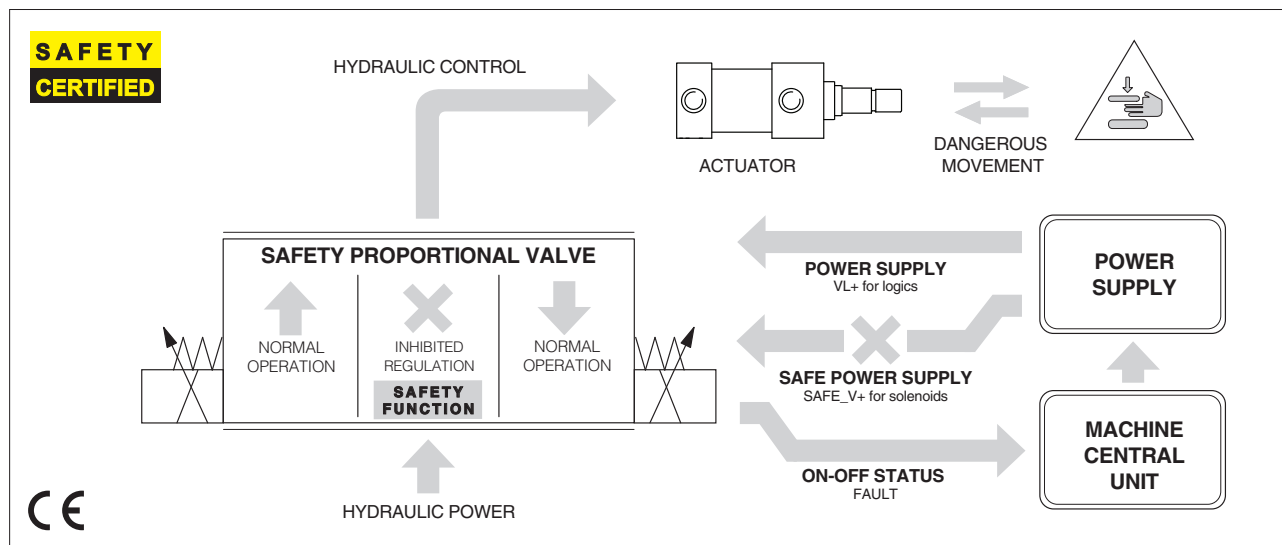 SAFETY
CERTIFIED
HYDRAULIC CONTROL
ACTUATOR
DANGEROUS
MOVEMENT
SAFETY PROPORTIONAL VALVE
NORMAL
OPERATION
INHIBITED
REGULATION
SAFETY
FUNCTION
NORMAL
OPERATION
POWER SUPPLY
VL+ for logics
POWER
SUPPLY
SAFE POWER SUPPLY
SAFE_V+ for solenoids
ON-OFF STATUS
FAULT
MACHINE
CENTRAL
UNIT
HYDRAULIC POWER
CE